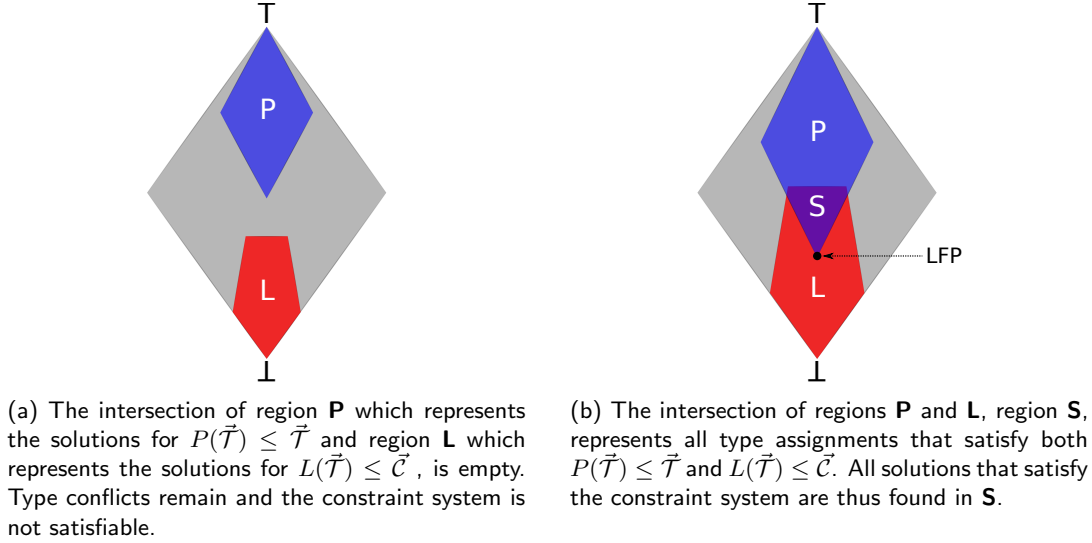 ⊤
P
L
⊥
(a) The intersection of region P which represents
the solutions for P(𝒯⃗) ≤ 𝒯⃗ and region L which
represents the solutions for L(𝒯⃗) ≤ 𝒞⃗ , is empty.
Type conflicts remain and the constraint system is
not satisfiable.
⊤
P
S
LFP
L
⊥
(b) The intersection of regions P and L, region S,
represents all type assignments that satisfy both
P(𝒯⃗) ≤ 𝒯⃗ and L(𝒯⃗) ≤ 𝒞⃗. All solutions that satisfy
the constraint system are thus found in S.